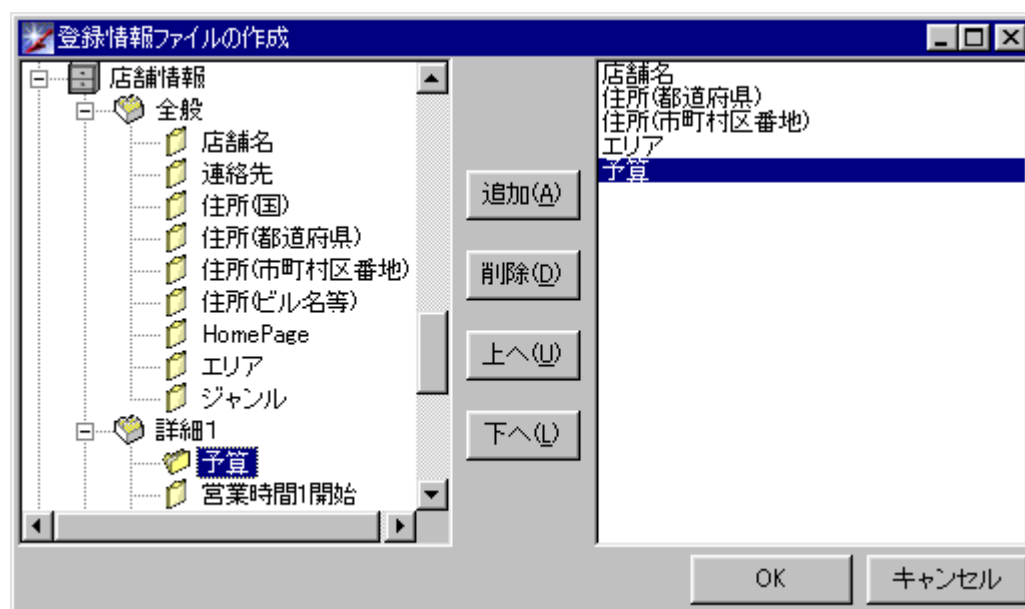 登録情報ファイルの作成
店舗情報
全般
店舗名
連絡先
住所(国)
住所(都道府県)
住所(市町村区番地)
住所(ビル名等)
HomePage
エリア
ジャンル
詳細1
予算
営業時間1開始
追加(A)
削除(D)
上へ(U)
下へ(L)
店舗名
住所(都道府県)
住所(市町村区番地)
エリア
予算
OK
キャンセル